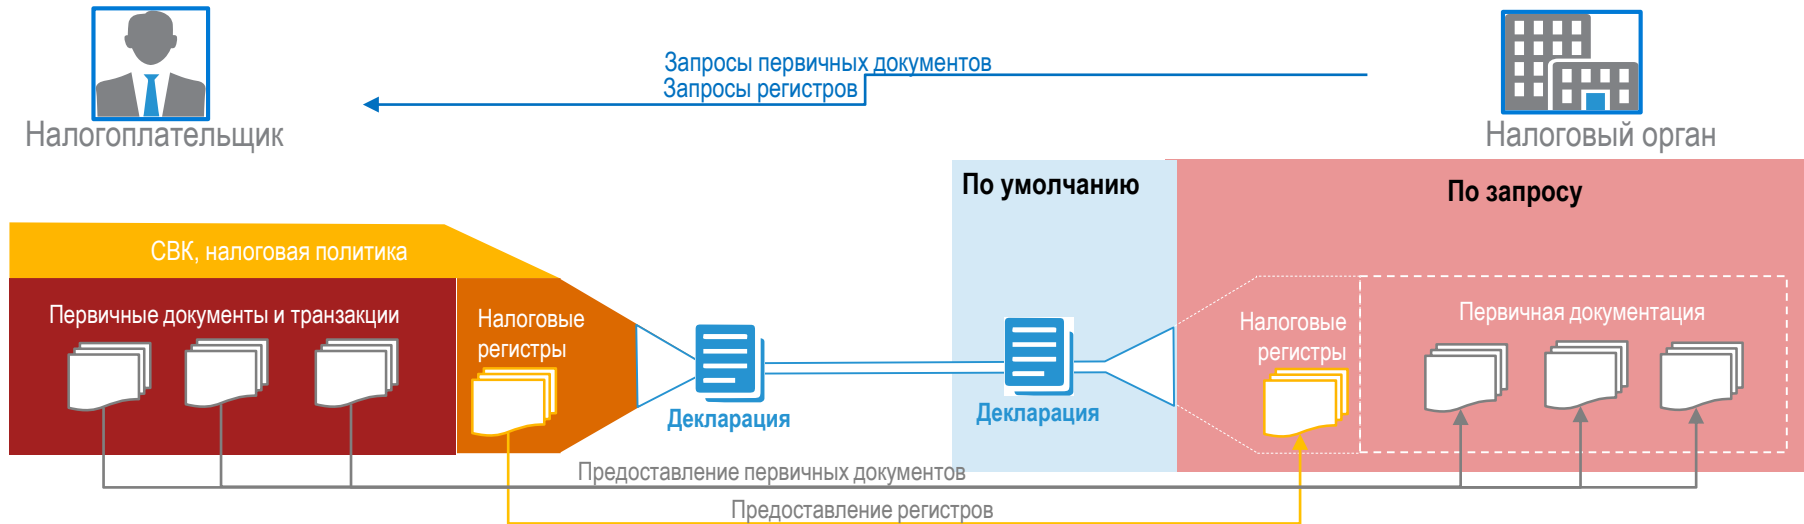 Запросы первичных документов
Запросы регистров
Налогоплательщик
Налоговый орган
По умолчанию
По запросу
СВК, налоговая политика
Первичные документы и транзакции
Налоговые
регистры
Декларация
Декларация
Налоговые
регистры
Первичная документация
Предоставление первичных документов
Предоставление регистров